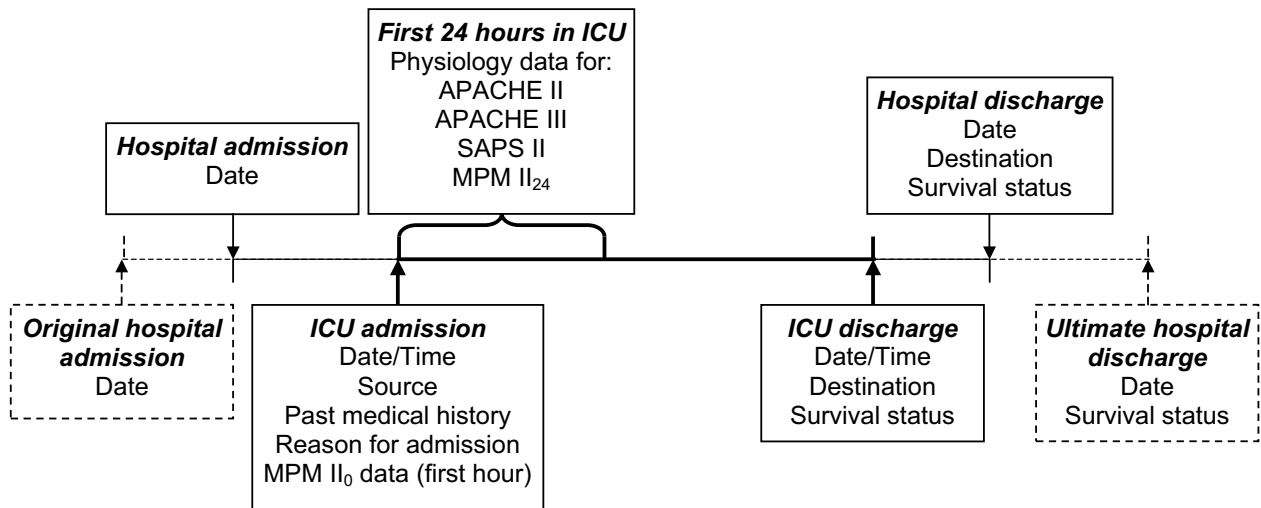 First 24 hours in ICU
Physiology data for:
APACHE II
APACHE III
SAPS II
MPM II₂₄
Hospital admission
Date
Hospital discharge
Date
Destination
Survival status
Original hospital
admission
Date
ICU admission
Date/Time
Source
Past medical history
Reason for admission
MPM II₀ data (first hour)
ICU discharge
Date/Time
Destination
Survival status
Ultimate hospital
discharge
Date
Survival status